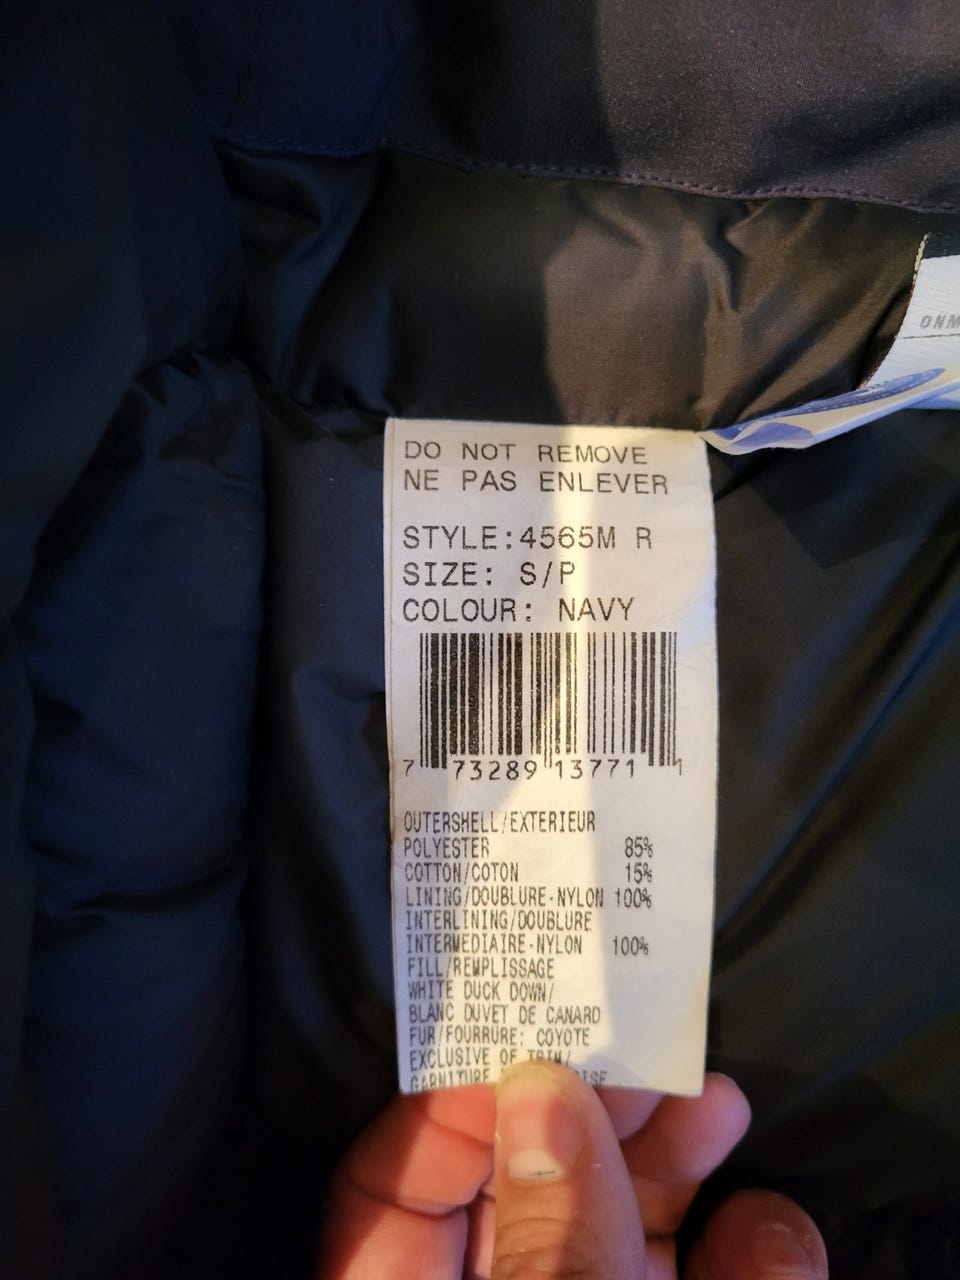 DO NOT REMOVE
NE PAS ENLEVER
STYLE:4565M R
SIZE: S/P
COLOUR: NAVY
7 73289 13771 1
OUTERSHELL/EXTERIEUR
POLYESTER 85%
COTTON/COTON 15%
LINING/DOUBLURE-NYLON 100%
INTERLINING/DOUBLURE
INTERMEDIAIRE-NYLON 100%
FILL/REMPLISSAGE
WHITE DUCK DOWN/
BLANC DUVET DE CANARD
FUR/FOURRURE: COYOTE
EXCLUSIVE OF TRIM/
GARNITURE